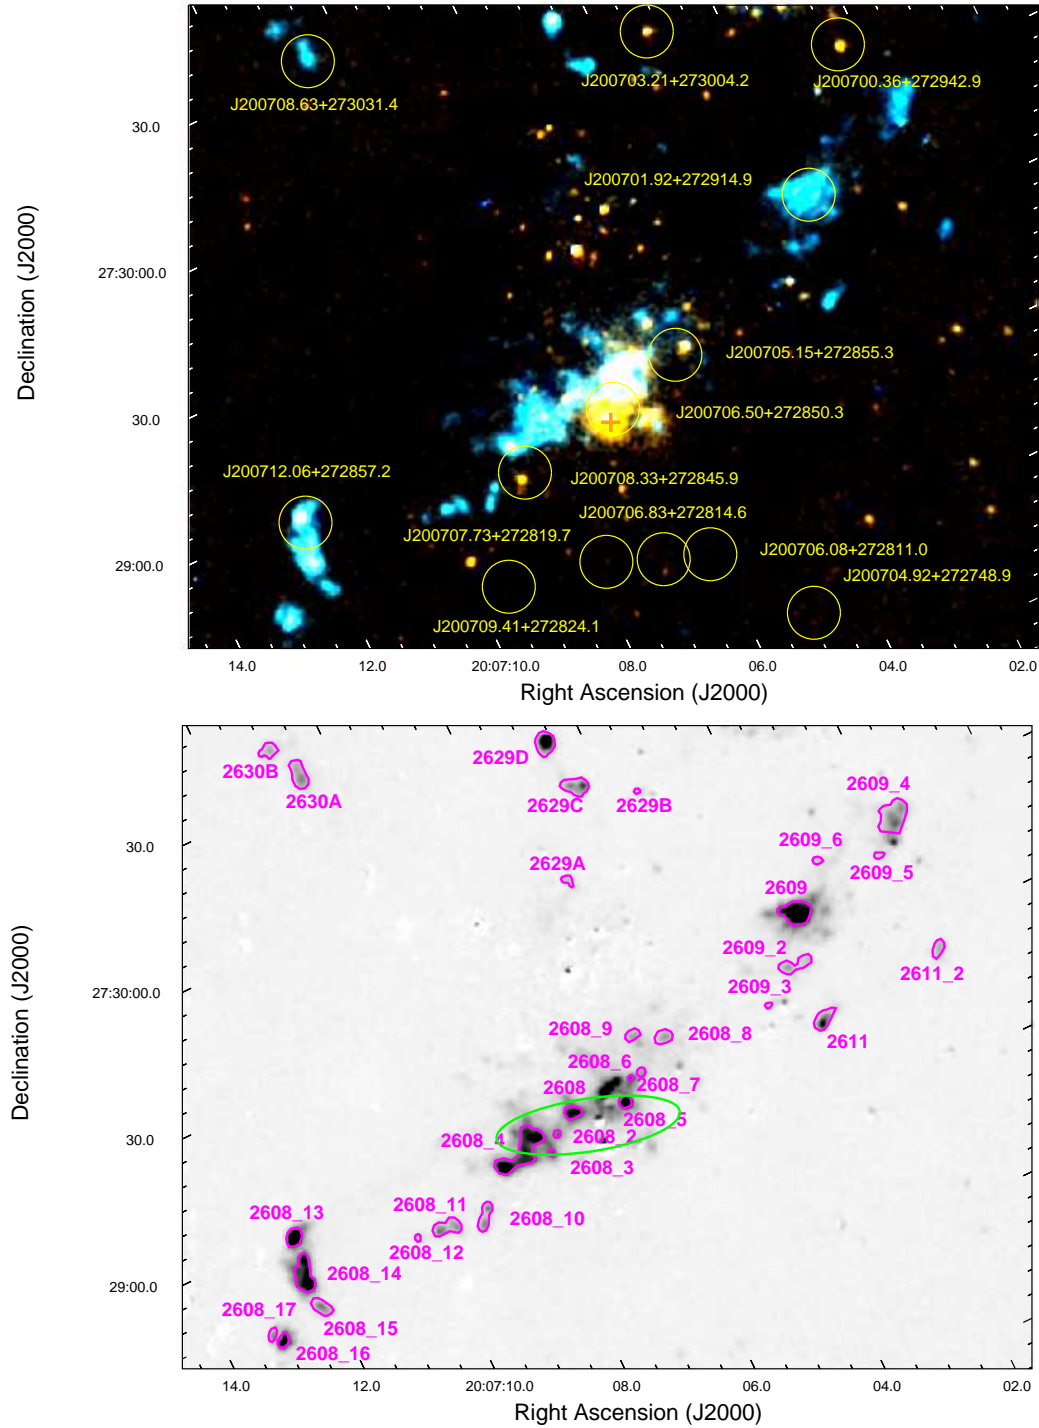 J200703.21+273004.2
J200700.36+272942.9
J200708.63+273031.4
30.0
J200701.92+272914.9
Declination (J2000)
27:30:00.0
J200705.15+272855.3
30.0
J200706.50+272850.3
J200712.06+272857.2
J200708.33+272845.9
J200706.83+272814.6
J200707.73+272819.7
J200706.08+272811.0
29:00.0
J200704.92+272748.9
J200709.41+272824.1
14.0 12.0 20:07:10.0 08.0 06.0 04.0 02.0
Right Ascension (J2000)
2629D
2630B
2630A
2629C
2629B
2609_4
30.0
2609_6
2629A
2609_5
2609
2609_2
2611_2
2609_3
Declination (J2000)
27:30:00.0
2608_9
2608_8
2611
2608_6
2608
2608_7
2608_5
30.0
2608_4
2608_2
2608_3
2608_13
2608_11
2608_10
2608_12
2608_14
29:00.0
2608_17
2608_15
2608_16
14.0 12.0 20:07:10.0 08.0 06.0 04.0 02.0
Right Ascension (J2000)